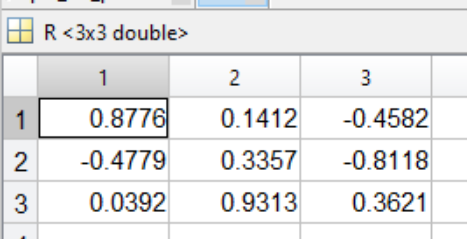 R <3x3 double>
1 2 3
1 0.8776 0.1412 -0.4582
2 -0.4779 0.3357 -0.8118
3 0.0392 0.9313 0.3621